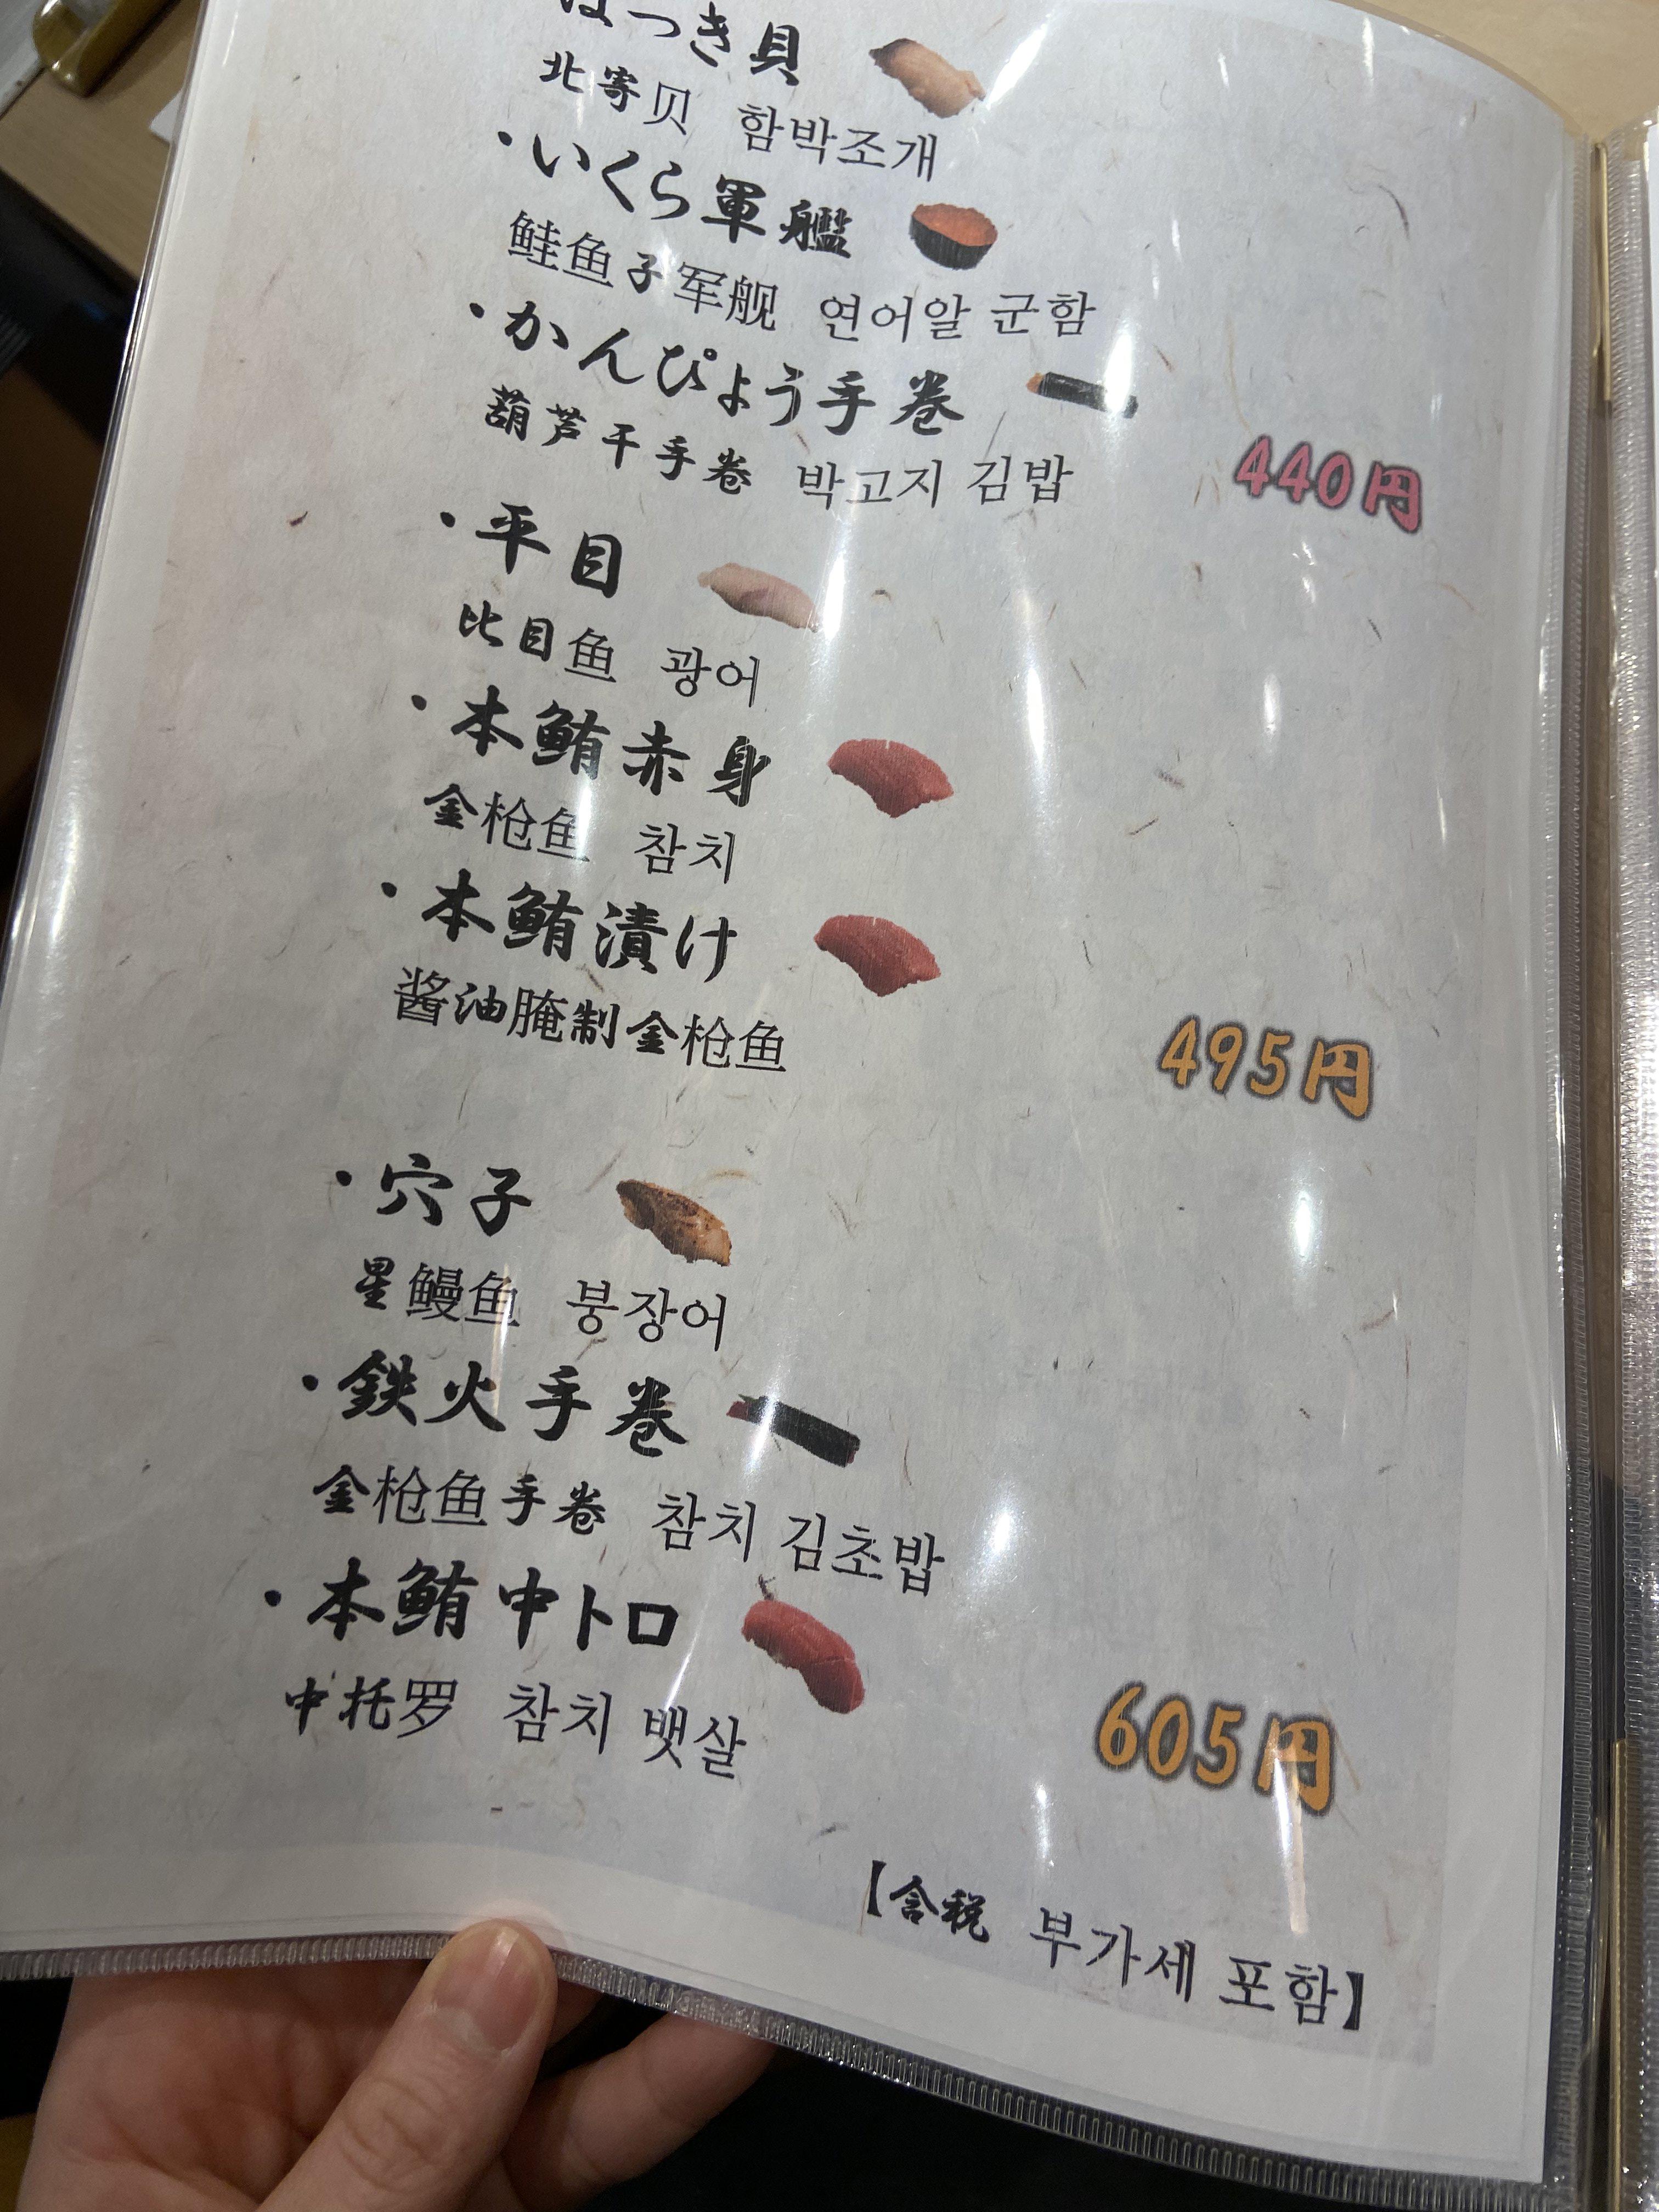 ほっき貝
北寄贝 함박조개
・いくら軍艦
鲑鱼子军舰 연어알 군함
・かんぴょう手巻
葫芦干手卷 박고지 김밥
440円
・平目
比目鱼 광어
・本鮪赤身
金枪鱼 참치
・本鮪漬け
酱油腌制金枪鱼
495円
・穴子
星鳗鱼 붕장어
・鉄火手巻
金枪鱼手卷 참치 김초밥
・本鮪中トロ
中托罗 참치 뱃살
605円
【含税 부가세 포함】